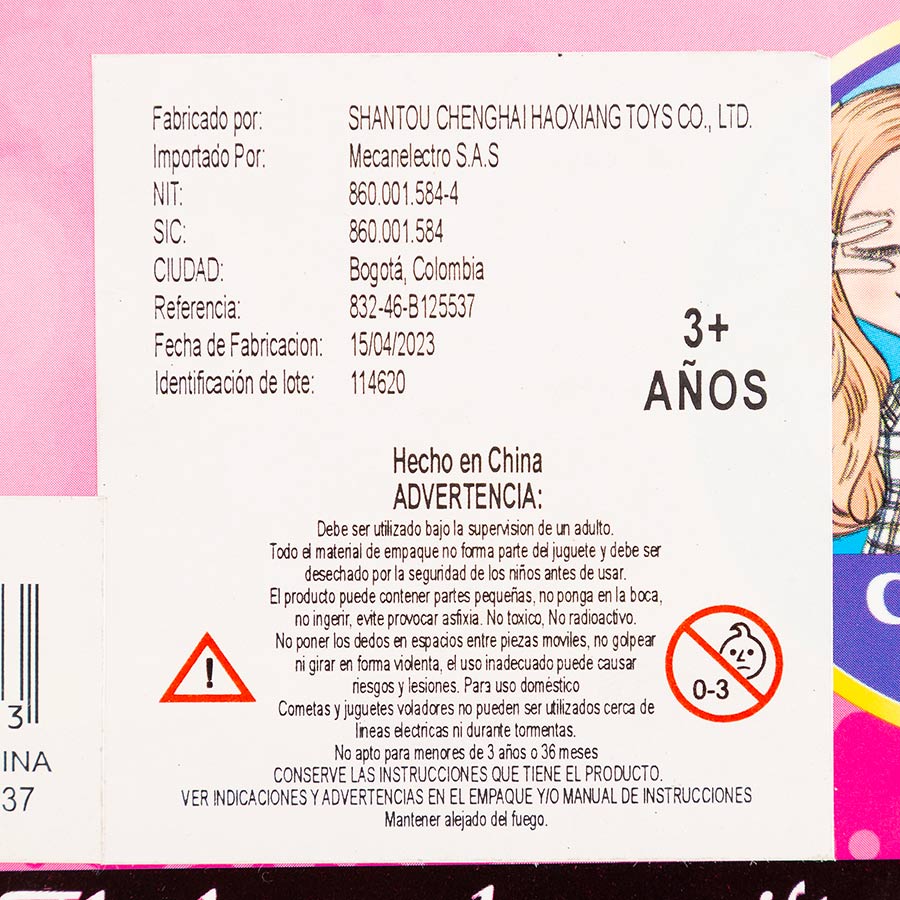 Fabricado por: SHANTOU CHENGHAI HAOXIANG TOYS CO., LTD.
Importado Por: Mecanelectro S.A.S
NIT: 860.001.584-4
SIC: 860.001.584
CIUDAD: Bogotá, Colombia
Referencia: 832-46-B125537
Fecha de Fabricacion: 15/04/2023
Identificación de lote: 114620
3+
AÑOS
Hecho en China
ADVERTENCIA:
Debe ser utilizado bajo la supervision de un adulto.
Todo el material de empaque no forma parte del juguete y debe ser
desechado por la seguridad de los niños antes de usar.
El producto puede contener partes pequeñas, no ponga en la boca,
no ingerir, evite provocar asfixia. No toxico, No radioactivo.
No poner los dedos en espacios entre piezas moviles, no golpear
ni girar en forma violenta, el uso inadecuado puede causar
riesgos y lesiones. Para uso doméstico
Cometas y juguetes voladores no pueden ser utilizados cerca de
lineas electricas ni durante tormentas.
No apto para menores de 3 años o 36 meses
CONSERVE LAS INSTRUCCIONES QUE TIENE EL PRODUCTO.
VER INDICACIONES Y ADVERTENCIAS EN EL EMPAQUE Y/O MANUAL DE INSTRUCCIONES
Mantener alejado del fuego.
!
0-3
3
INA
37